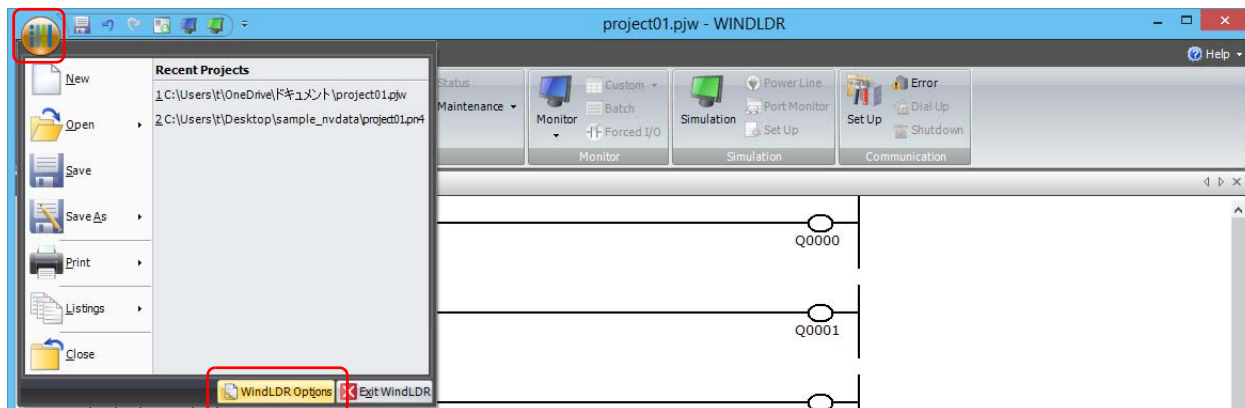 project01.pjw - WINDLDR
Help
New
Open
Save
Save As
Print
Listings
Close
Recent Projects
1 C:\Users\t\OneDrive\ドキュメント\project01.pjw
2 C:\Users\t\Desktop\sample_nvdata\project01.pn4
WindLDR Options
Exit WindLDR
Status
Maintenance
Monitor
Custom
Batch
Forced I/O
Monitor
Simulation
Power Line
Port Monitor
Set Up
Simulation
Set Up
Error
Dial Up
Shutdown
Communication
Q0000
Q0001